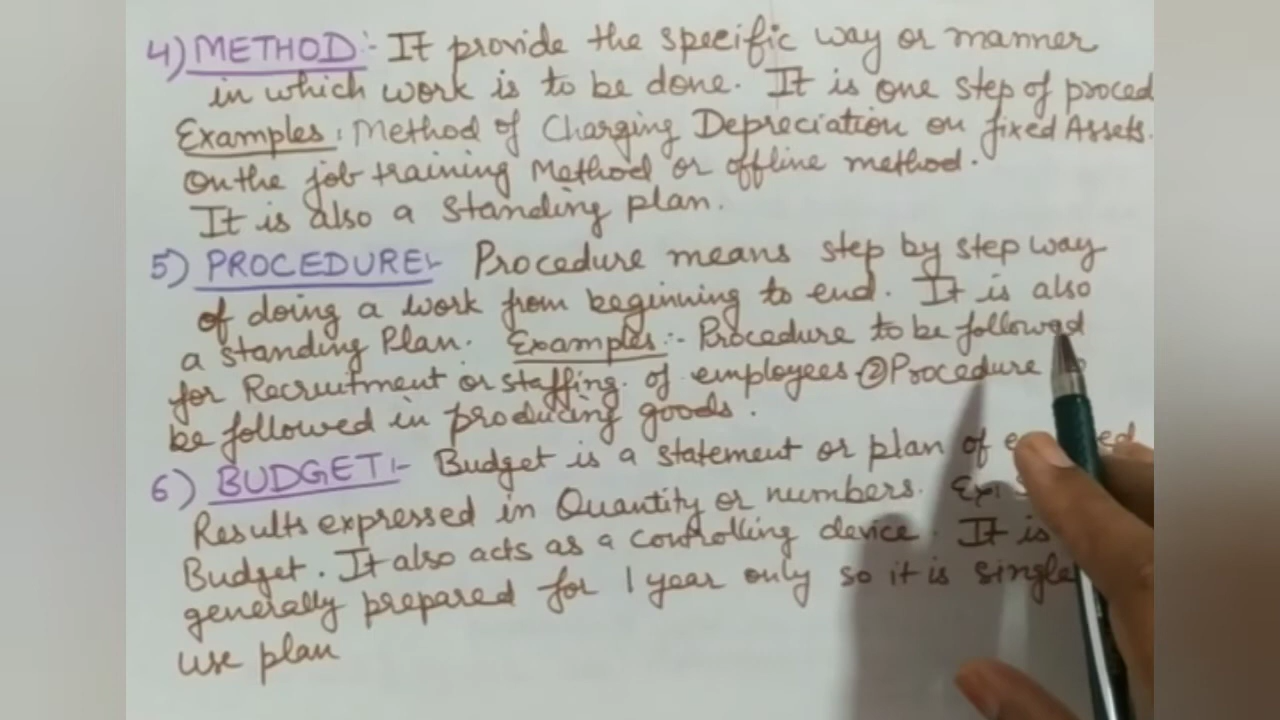 4) METHOD:- It provide the specific way or manner
in which work is to be done. It is one step of proced
Examples: Method of Charging Depreciation on fixed Assets.
On the job training Method or offline method.
It is also a standing plan.
5) PROCEDURE:- Procedure means step by step way
of doing a work from beginning to end. It is also
a standing Plan. Examples:- Procedure to be followed
for Recruitment or staffing of employees. ② Procedure
be followed in producing goods.
6) BUDGET:- Budget is a statement or plan of
Results expressed in Quantity or numbers. Ex:
Budget. It also acts as a controlling device. It is
generally prepared for 1 year only so it is single
use plan